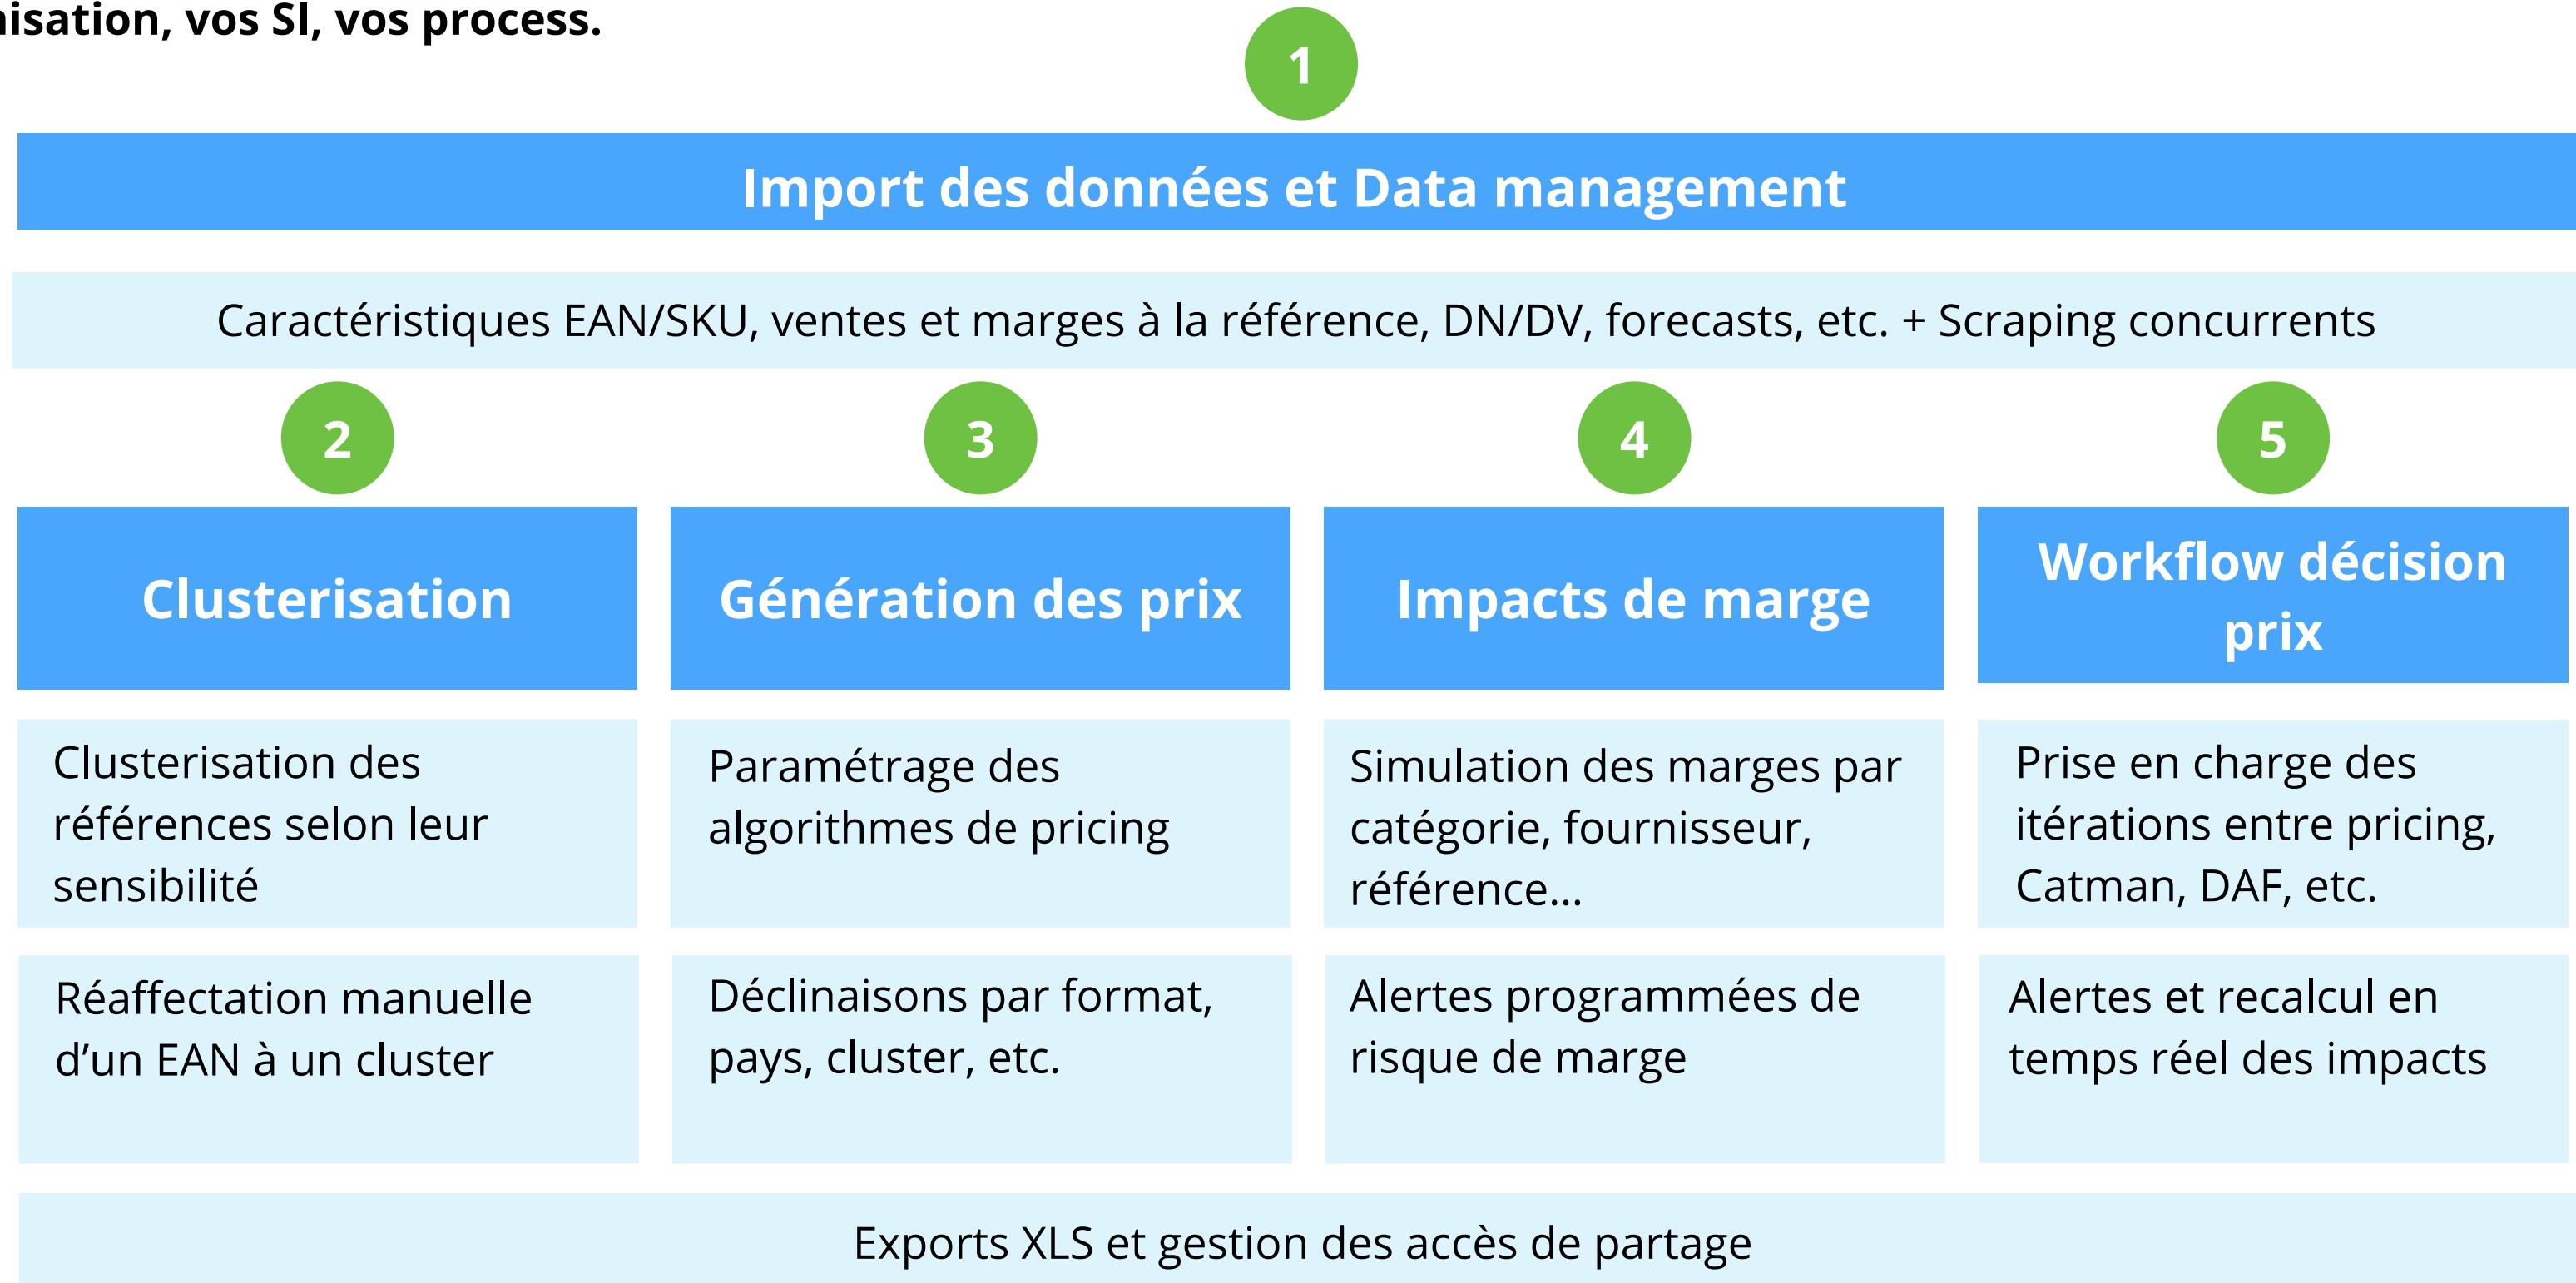 isation, vos SI, vos process.
1
Import des données et Data management
Caractéristiques EAN/SKU, ventes et marges à la référence, DN/DV, forecasts, etc. + Scraping concurrents
2
3
4
5
Clusterisation
Génération des prix
Impacts de marge
Workflow décision
prix
Clusterisation des
références selon leur
sensibilité
Paramétrage des
algorithmes de pricing
Simulation des marges par
catégorie, fournisseur,
référence...
Prise en charge des
itérations entre pricing,
Catman, DAF, etc.
Réaffectation manuelle
d’un EAN à un cluster
Déclinaisons par format,
pays, cluster, etc.
Alertes programmées de
risque de marge
Alertes et recalcul en
temps réel des impacts
Exports XLS et gestion des accès de partage